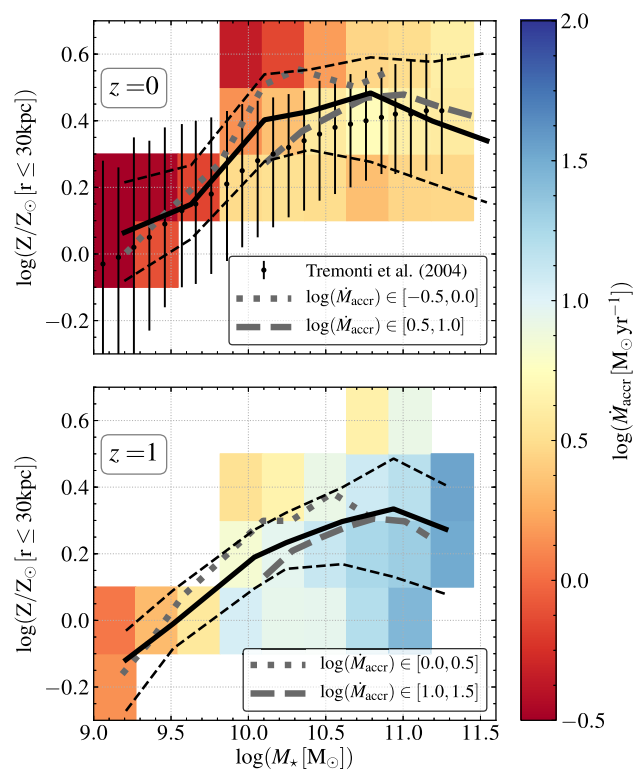 0.6
0.4
0.2
0.0
−0.2
log(Z/Z⊙ [r ≤ 30kpc])
z = 0
Tremonti et al. (2004)
log(Ṁaccr) ∈ [−0.5, 0.0]
log(Ṁaccr) ∈ [0.5, 1.0]
0.6
0.4
0.2
0.0
−0.2
log(Z/Z⊙ [r ≤ 30kpc])
z = 1
log(Ṁaccr) ∈ [0.0, 0.5]
log(Ṁaccr) ∈ [1.0, 1.5]
9.0 9.5 10.0 10.5 11.0 11.5
log(M⋆ [M⊙])
2.0
1.5
1.0
0.5
0.0
−0.5
log(Ṁaccr [M⊙ yr⁻¹])